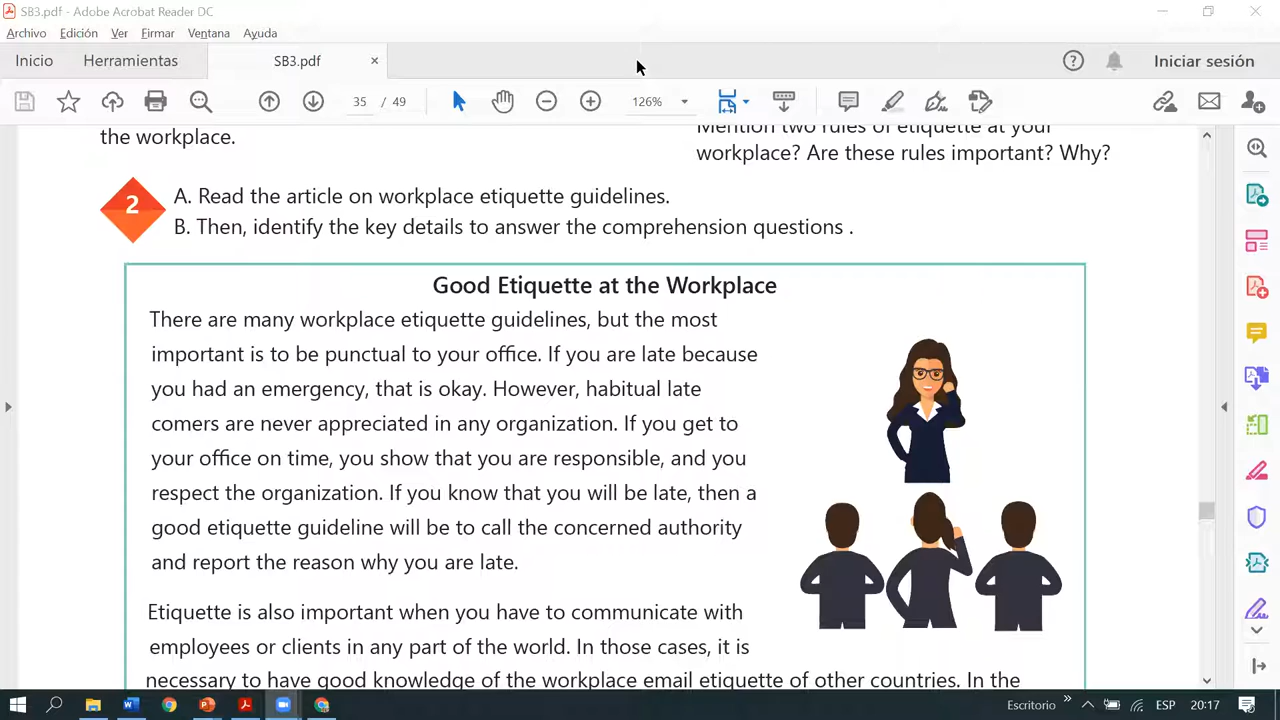 SB3.pdf - Adobe Acrobat Reader DC
Archivo Edición Ver Firmar Ventana Ayuda
Inicio Herramientas SB3.pdf × Iniciar sesión
35 / 49 126%
the workplace.
Mention two rules of etiquette at your
workplace? Are these rules important? Why?
2
A. Read the article on workplace etiquette guidelines.
B. Then, identify the key details to answer the comprehension questions .
Good Etiquette at the Workplace
There are many workplace etiquette guidelines, but the most
important is to be punctual to your office. If you are late because
you had an emergency, that is okay. However, habitual late
comers are never appreciated in any organization. If you get to
your office on time, you show that you are responsible, and you
respect the organization. If you know that you will be late, then a
good etiquette guideline will be to call the concerned authority
and report the reason why you are late.
Etiquette is also important when you have to communicate with
employees or clients in any part of the world. In those cases, it is
necessary to have good knowledge of the workplace email etiquette of other countries. In the
Escritorio » ESP 20:17